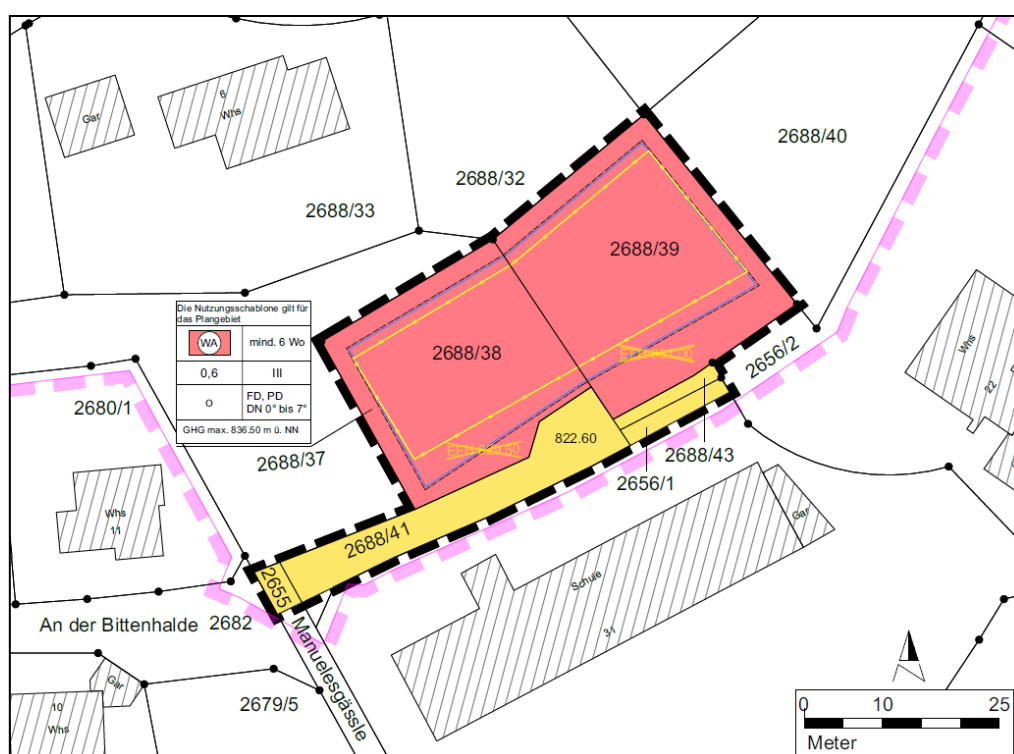 6
Whs
Gar
2688/40
2688/32
2688/33
2688/39
Die Nutzungsschablone gilt für
das Plangebiet
WA
mind. 6 Wo
0,6
III
o
FD, PD
DN 0° bis 7°
GHG max. 836.50 m ü. NN
2688/38
2656/2
Whs
22
2680/1
2688/37
822.60
2688/43
2656/1
Whs
11
2688/41
Gar
2655
Schule
31
An der Bittenhalde
2682
Manuelesgässle
Gar
10
Whs
2679/5
0 10 25
Meter